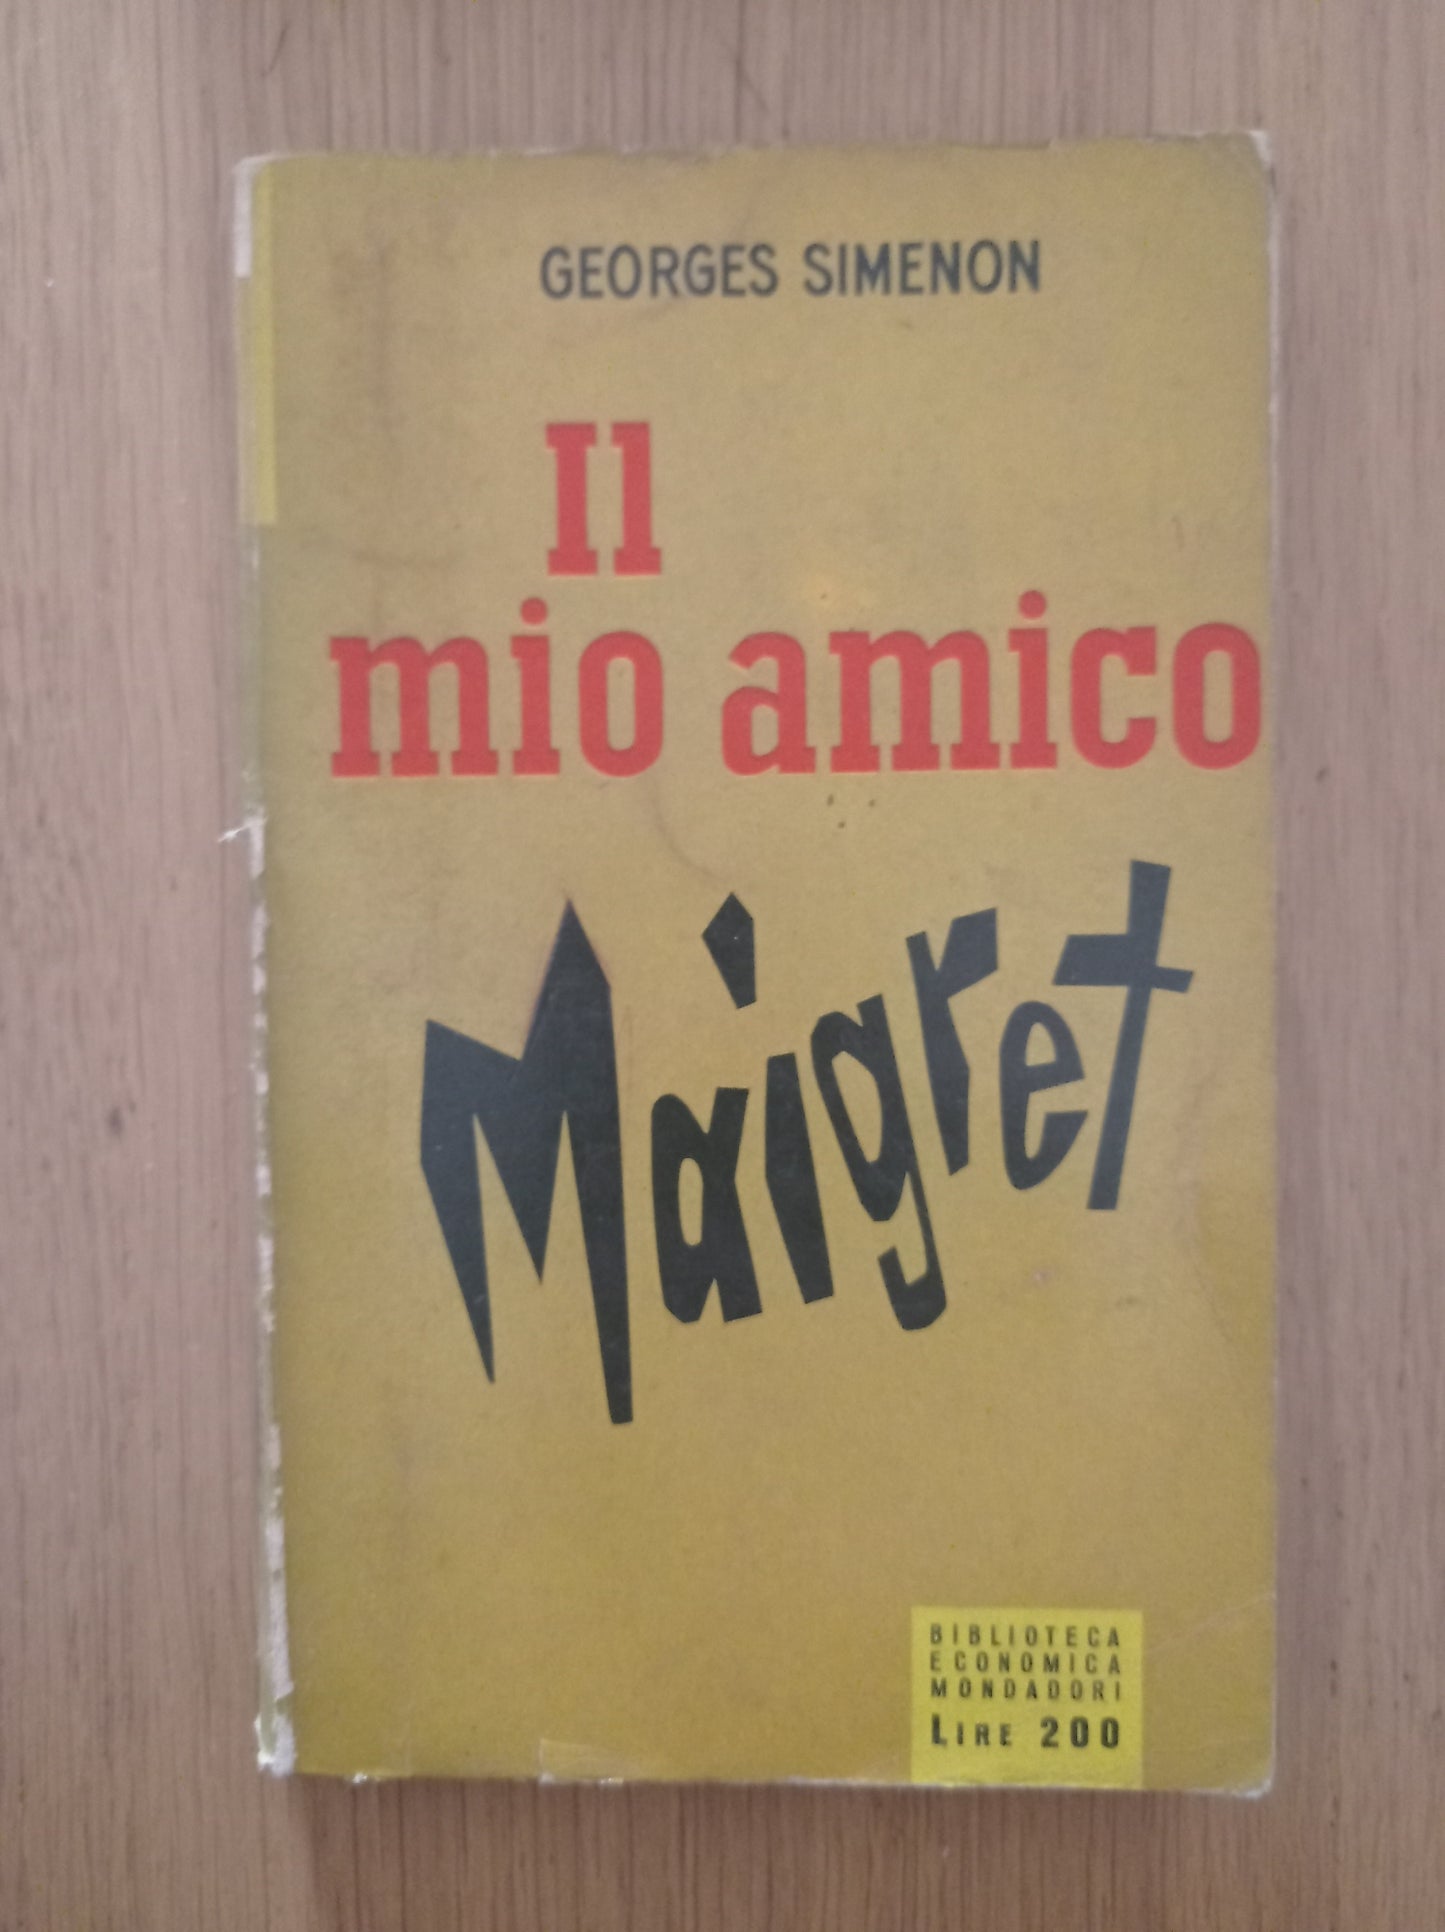 GEORGES SIMENON
Il
mio amico
Maigret
BIBLIOTECA
ECONOMICA
MONDADORI
LIRE 200